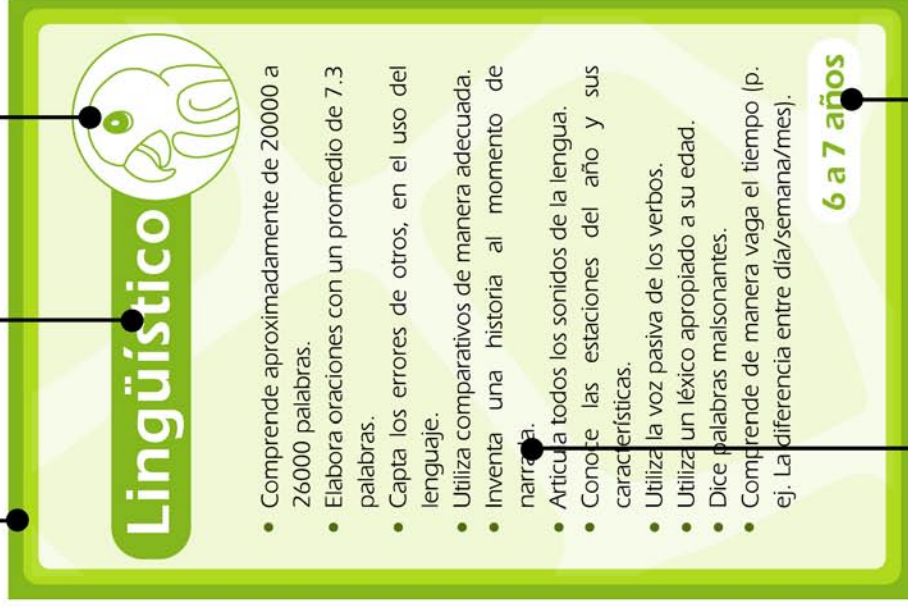 Lingüístico
• Comprende aproximadamente de 20000 a
26000 palabras.
• Elabora oraciones con un promedio de 7.3
palabras.
• Capta los errores de otros, en el uso del
lenguaje.
• Utiliza comparativos de manera adecuada.
• Inventa una historia al momento de
narrada.
• Articula todos los sonidos de la lengua.
• Conoce las estaciones del año y sus
características.
• Utiliza la voz pasiva de los verbos.
• Utiliza un léxico apropiado a su edad.
• Dice palabras malsonantes.
• Comprende de manera vaga el tiempo (p.
ej. La diferencia entre día/semana/mes).
6 a 7 años